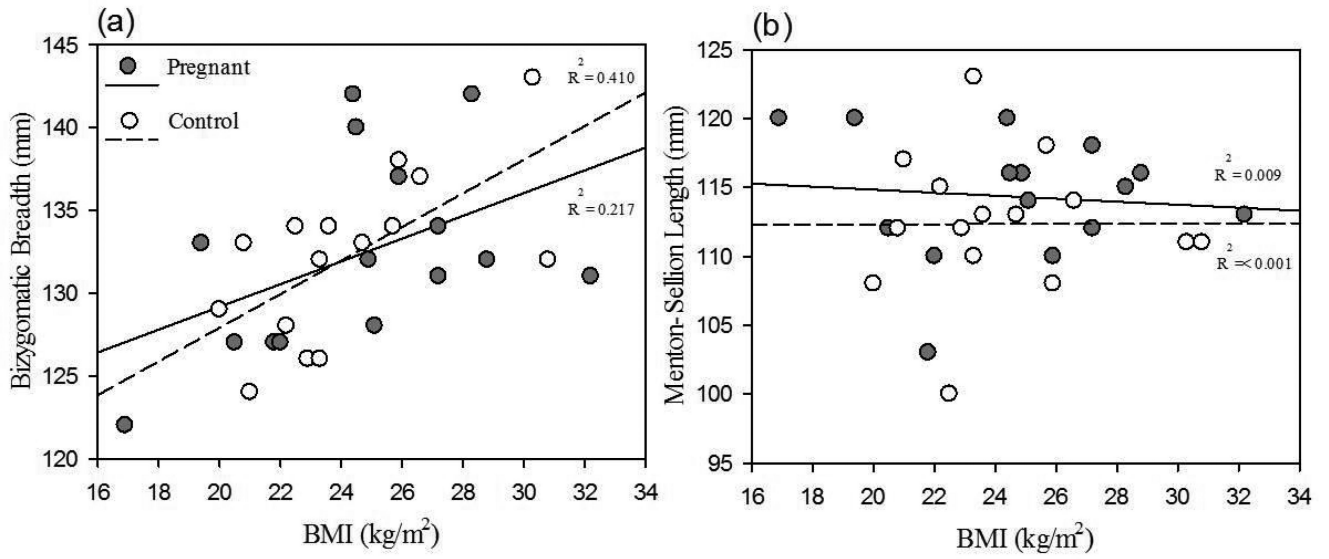 (a)
145
140
135
130
125
120
Bizygomatic Breadth (mm)
Pregnant
Control
R² = 0.410
R² = 0.217
16 18 20 22 24 26 28 30 32 34
BMI (kg/m²)
(b)
125
120
115
110
105
100
95
Menton-Sellion Length (mm)
R² = 0.009
R² =<0.001
16 18 20 22 24 26 28 30 32 34
BMI (kg/m²)